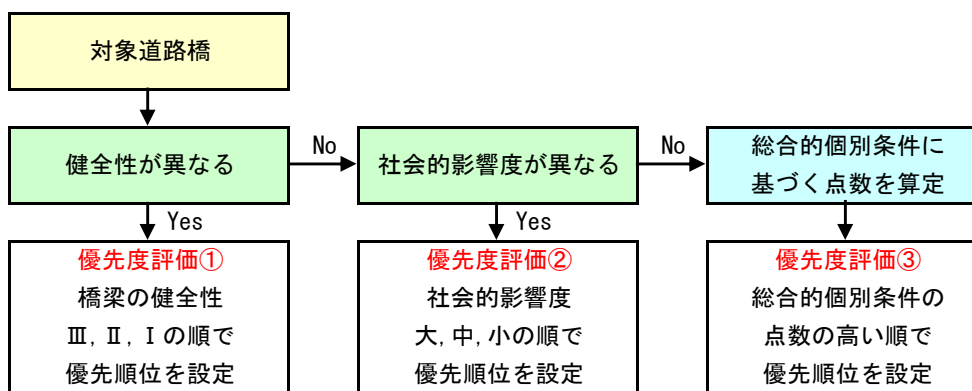 対象道路橋
健全性が異なる
No
社会的影響度が異なる
No
総合的個別条件に
基づく点数を算定
Yes
Yes
優先度評価①
橋梁の健全性
Ⅲ,Ⅱ,Ⅰの順で
優先順位を設定
優先度評価②
社会的影響度
大,中,小の順で
優先順位を設定
優先度評価③
総合的個別条件の
点数の高い順で
優先順位を設定